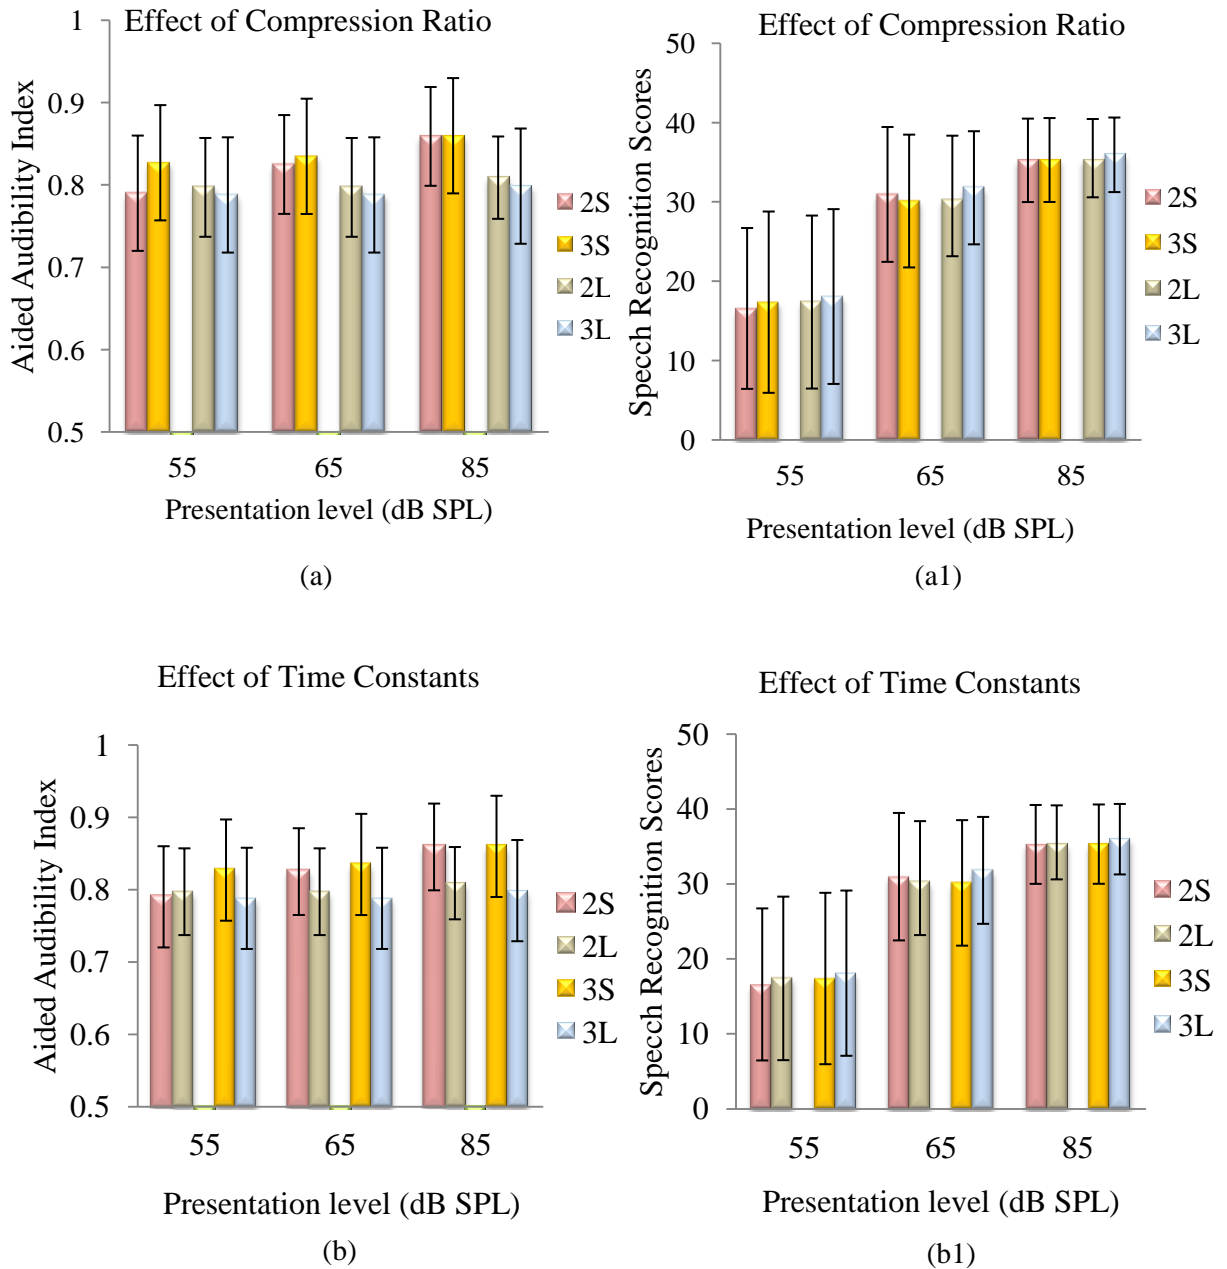 Effect of Compression Ratio
1
0.9
0.8
0.7
0.6
0.5
Aided Audibility Index
55
65
85
Presentation level (dB SPL)
2S
3S
2L
3L
(a)
Effect of Compression Ratio
50
40
30
20
10
0
Specch Recognition Scores
55
65
85
Presentation level (dB SPL)
2S
3S
2L
3L
(a1)
Effect of Time Constants
1
0.9
0.8
0.7
0.6
0.5
Aided Audibility Index
55
65
85
Presentation level (dB SPL)
2S
2L
3S
3L
(b)
Effect of Time Constants
50
40
30
20
10
0
Specch Recognition Scores
55
65
85
Presentation level (dB SPL)
2S
2L
3S
3L
(b1)